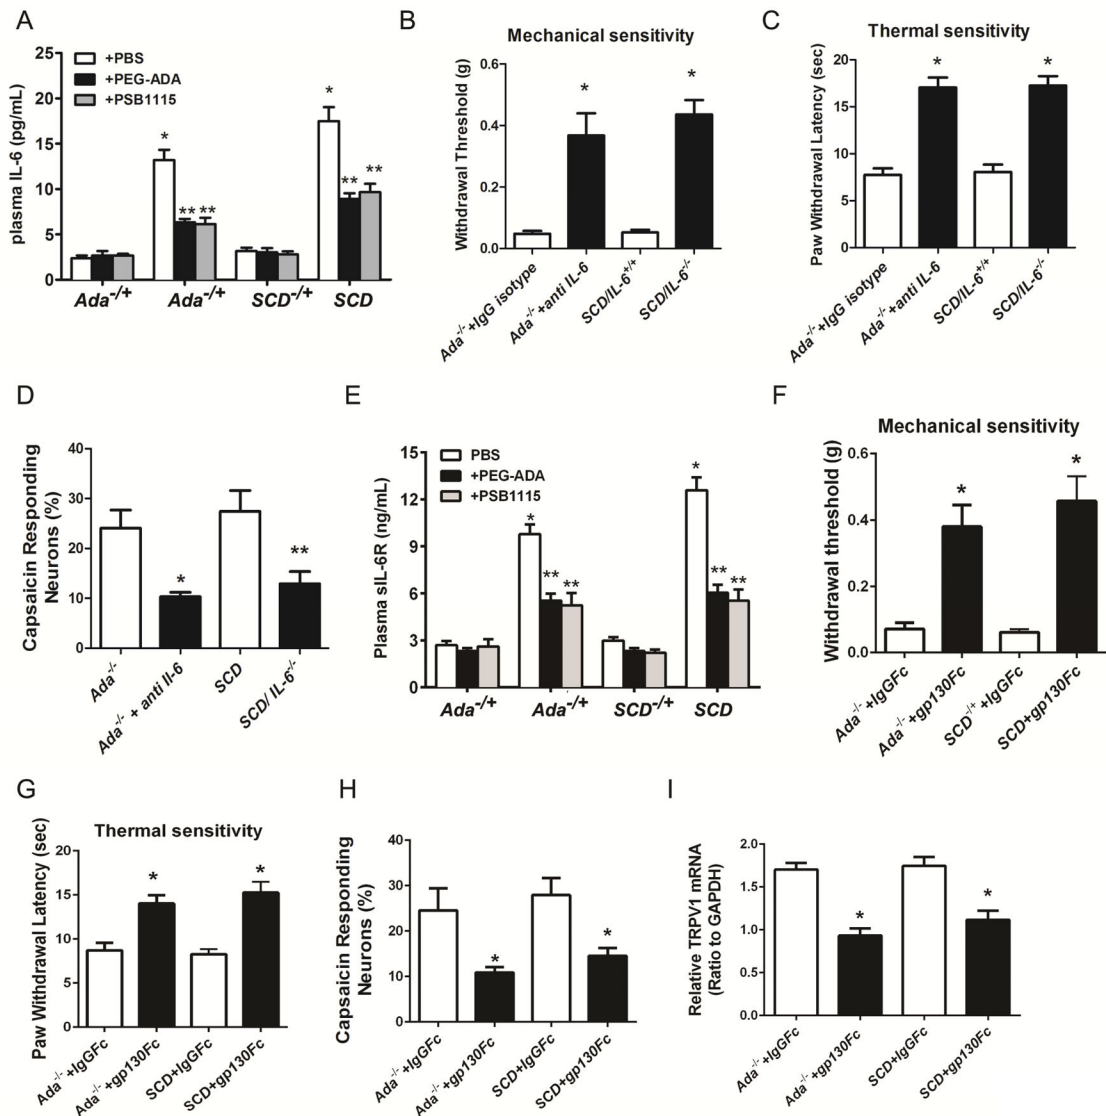 A
plasma IL-6 (pg/mL)
25
20
15
10
5
0
+PBS
+PEG-ADA
+PSB1115
*
** **
*
** **
Ada-/+ Ada-/+ SCD-/+ SCD
B
Mechanical sensitivity
Withdrawal Threshold (g)
0.6
0.4
0.2
0.0
* *
Ada-/-+IgG isotype
Ada-/-+anti IL-6
SCD/IL-6+/+
SCD/IL-6-/-
C
Thermal sensitivity
Paw Withdrawal Latency (sec)
20
15
10
5
0
* *
Ada-/-+IgG isotype
Ada-/-+anti IL-6
SCD/IL-6+/+
SCD/IL-6-/-
D
Capsaicin Responding
Neurons (%)
40
30
20
10
0
* **
Ada-/-
Ada-/- + anti Il-6
SCD
SCD/ IL-6-/-
E
Plasma sIL-6R (ng/mL)
15
12
9
6
3
0
PBS
+PEG-ADA
+PSB1115
*
** **
*
** **
Ada-/+ Ada-/+ SCD-/+ SCD
F
Mechanical sensitivity
Withdrawal threshold (g)
0.6
0.4
0.2
0.0
* *
Ada-/-+IgGFc
Ada-/-+gp130Fc
SCD-/++IgGFc
SCD+gp130Fc
G
Thermal sensitivity
Paw Withdrawal Latency (sec)
20
15
10
5
0
* *
Ada-/-+IgGFc
Ada-/-+gp130Fc
SCD+IgGFc
SCD+gp130Fc
H
Capsaicin Responding
Neurons (%)
40
30
20
10
0
* *
Ada-/-+IgGFc
Ada-/-+gp130Fc
SCD+IgGFc
SCD+gp130Fc
I
Relative TRPV1 mRNA
(Ratio to GAPDH)
2.0
1.5
1.0
0.5
0.0
* *
Ada-/-+IgGFc
Ada-/-+gp130Fc
SCD+IgGFc
SCD+gp130Fc